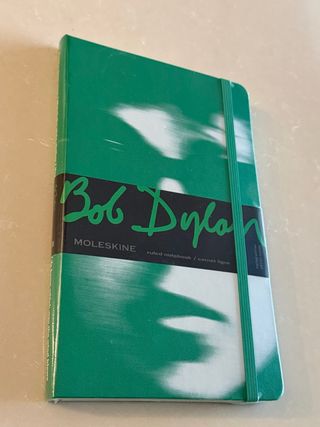 Bob Dylan
MOLESKINE
ruled notebook / carnet ligné